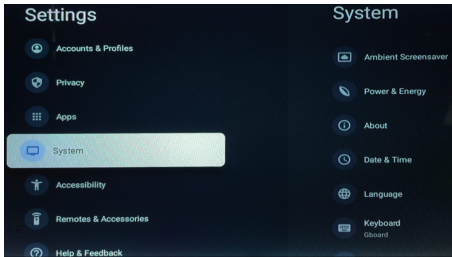 Settings
Accounts & Profiles
Privacy
Apps
System
Accessibility
Remotes & Accessories
Help & Feedback
System
Ambient Screensaver
Power & Energy
About
Date & Time
Language
Keyboard
Gboard